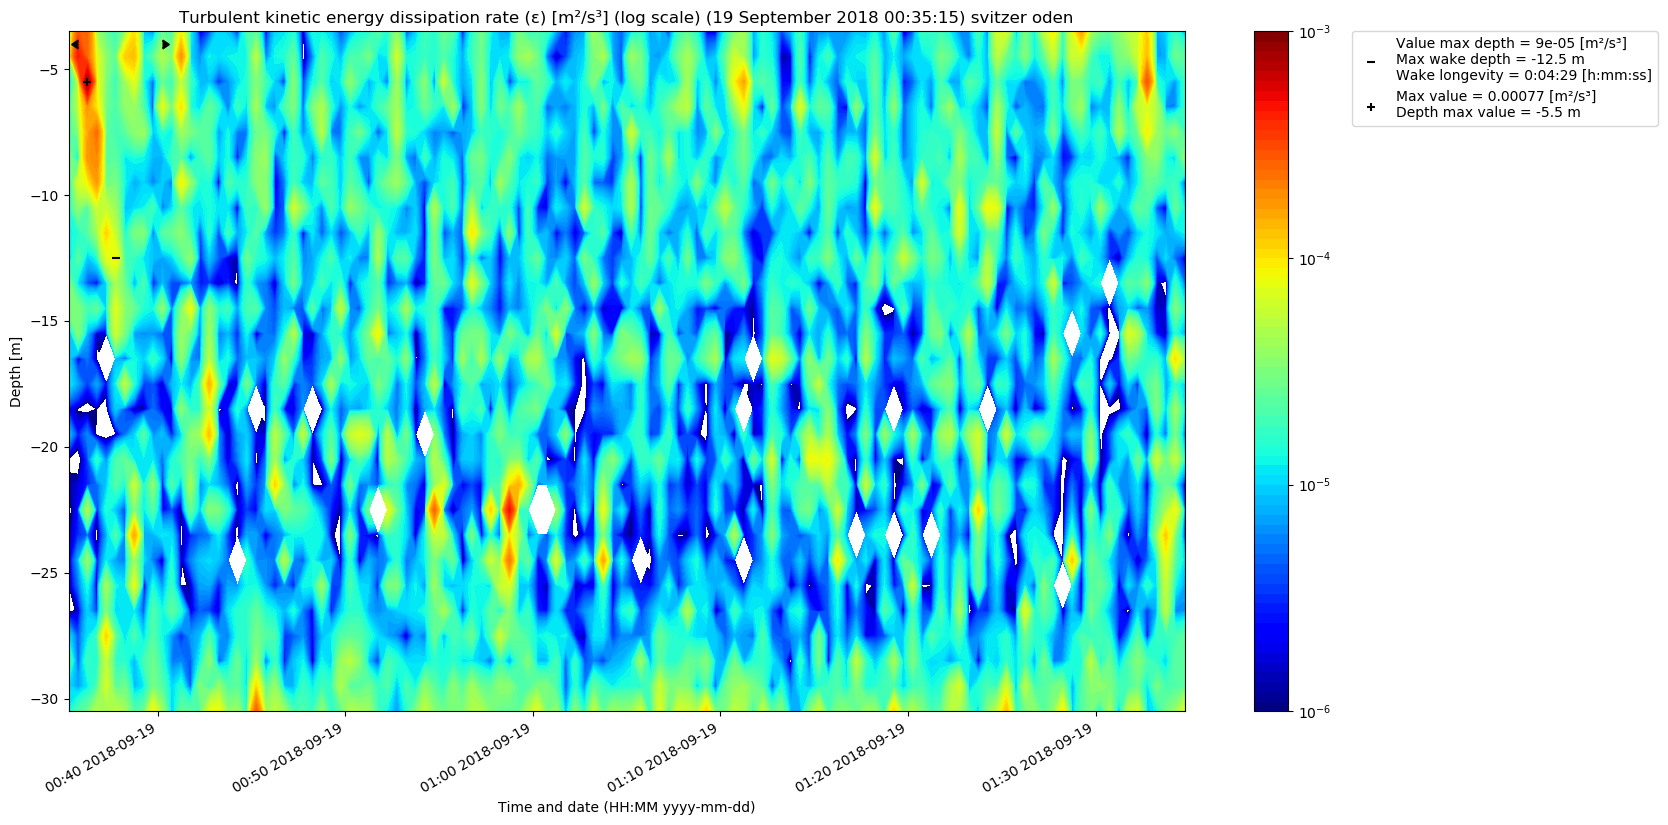 Turbulent kinetic energy dissipation rate (ε) [m²/s³] (log scale) (19 September 2018 00:35:15) svitzer oden
Value max depth = 9e-05 [m²/s³]
Max wake depth = -12.5 m
Wake longevity = 0:04:29 [h:mm:ss]
Max value = 0.00077 [m²/s³]
Depth max value = -5.5 m
Depth [m]
−5
−10
−15
−20
−25
−30
00:40 2018-09-19
00:50 2018-09-19
01:00 2018-09-19
01:10 2018-09-19
01:20 2018-09-19
01:30 2018-09-19
Time and date (HH:MM yyyy-mm-dd)
10⁻³
10⁻⁴
10⁻⁵
10⁻⁶